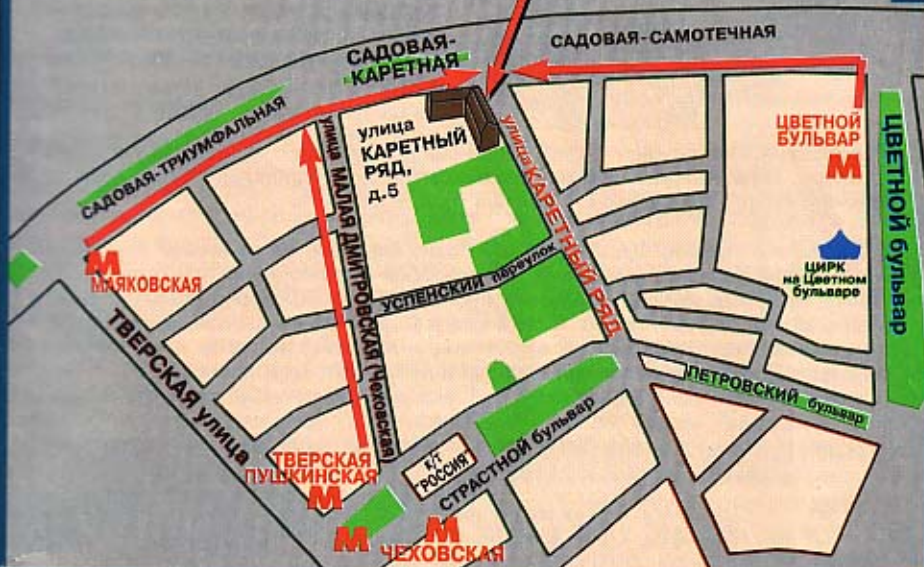 САДОВАЯ-
КАРЕТНАЯ
САДОВАЯ-САМОТЕЧНАЯ
САДОВАЯ-ТРИУМФАЛЬНАЯ
улица
КАРЕТНЫЙ
РЯД,
д.5
улица МАЛАЯ ДМИТРОВСКАЯ (Чеховская)
улица КАРЕТНЫЙ РЯД
ЦВЕТНОЙ
БУЛЬВАР
М
ЦВЕТНОЙ бульвар
ЦИРК
на Цветном
бульваре
М
МАЯКОВСКАЯ
УСПЕНСКИЙ переулок
ТВЕРСКАЯ УЛИЦА
ПЕТРОВСКИЙ бульвар
ТВЕРСКАЯ
ПУШКИНСКАЯ
М
к/т
"РОССИЯ"
СТРАСТНОЙ бульвар
М
М
ЧЕХОВСКАЯ